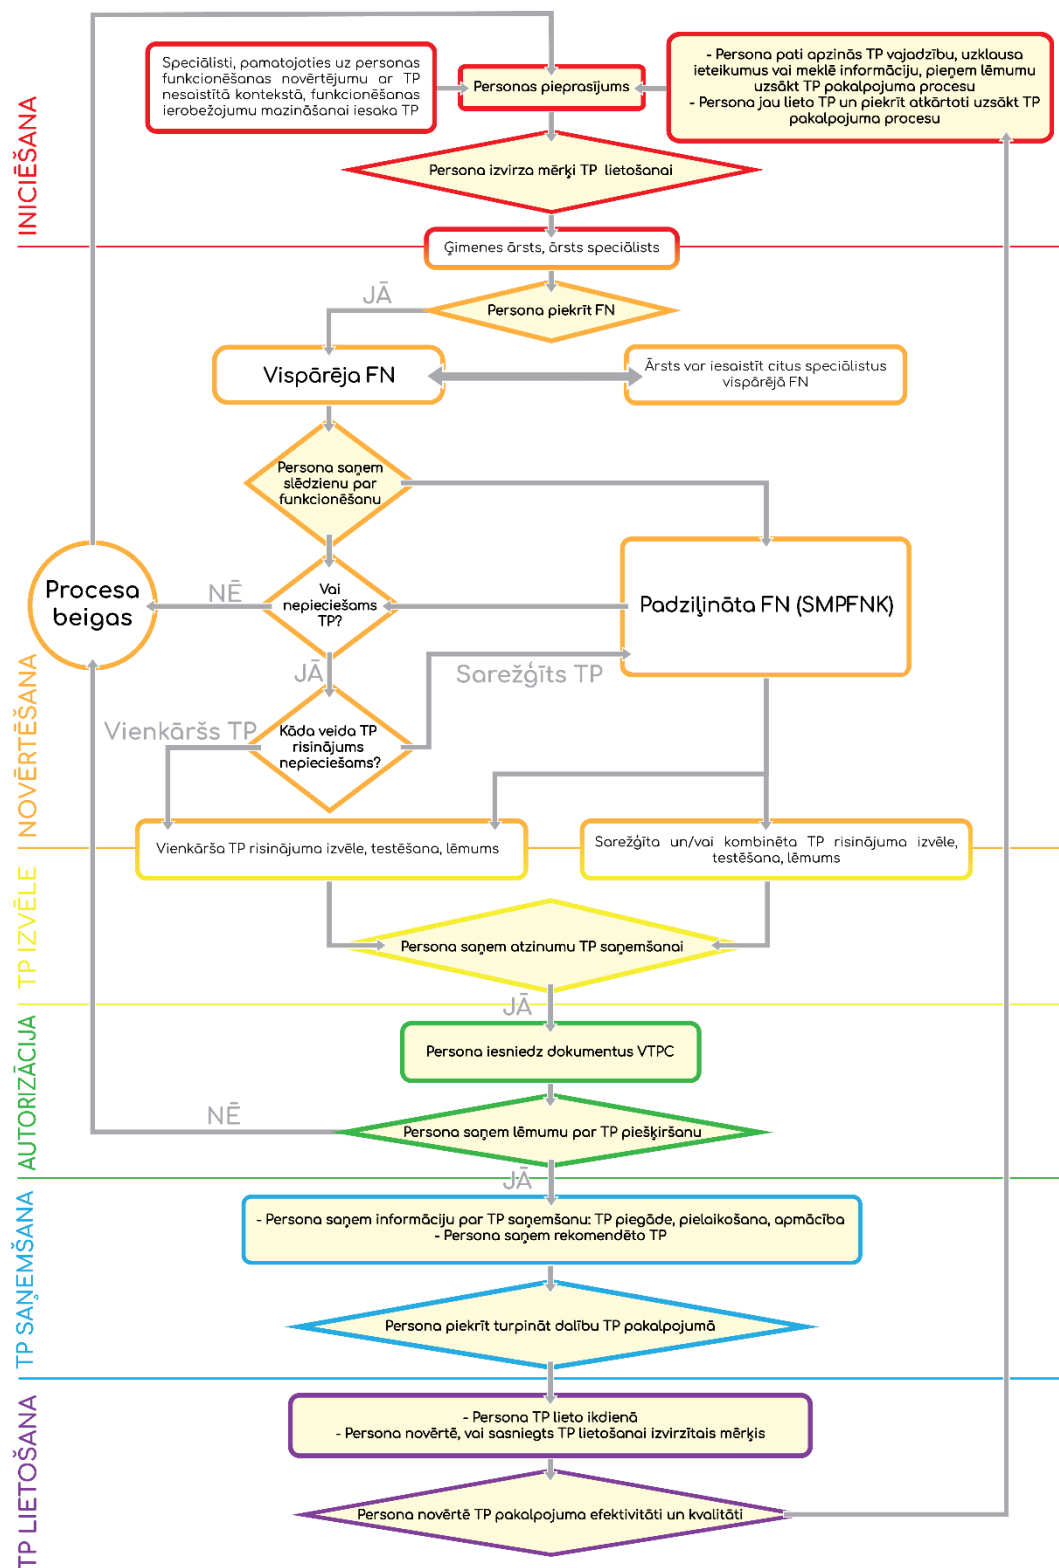 INICIĒŠANA
Speciālisti, pamatojoties uz personas
funkcionēšanas novērtējumu ar TP
nesaistītā kontekstā, funkcionēšanas
ierobežojumu mazināšanai iesaka TP
Personas pieprasījums
- Persona pati apzinās TP vajadzību, uzklausa
ieteikumus vai meklē informāciju, pieņem lēmumu
uzsākt TP pakalpojuma procesu
- Persona jau lieto TP un piekrīt atkārtoti uzsākt TP
pakalpojuma procesu
Persona izvirza mērķi TP lietošanai
Ģimenes ārsts, ārsts speciālists
NOVĒRTĒŠANA
Persona piekrīt FN
JĀ
Vispārēja FN
Ārsts var iesaistīt citus speciālistus
vispārējā FN
Persona saņem
slēdzienu par
funkcionēšanu
Procesa
beigas
NĒ
Vai
nepieciešams
TP?
Padziļināta FN (SMPFNK)
JĀ
Sarežģīts TP
Vienkāršs TP
Kāda veida TP
risinājums
nepieciešams?
Vienkārša TP risinājuma izvēle, testēšana, lēmums
Sarežģīta un/vai kombinēta TP risinājuma izvēle,
testēšana, lēmums
TP IZVĒLE
Persona saņem atzinumu TP saņemšanai
JĀ
AUTORIZĀCIJA
Persona iesniedz dokumentus VTPC
NĒ
Persona saņem lēmumu par TP piešķiršanu
JĀ
TP SAŅEMŠANA
- Persona saņem informāciju par TP saņemšanu: TP piegāde, pielaikošana, apmācība
- Persona saņem rekomendēto TP
Persona piekrīt turpināt dalību TP pakalpojumā
TP LIETOŠANA
- Persona TP lieto ikdienā
- Persona novērtē, vai sasniegts TP lietošanai izvirzītais mērķis
Persona novērtē TP pakalpojuma efektivitāti un kvalitāti